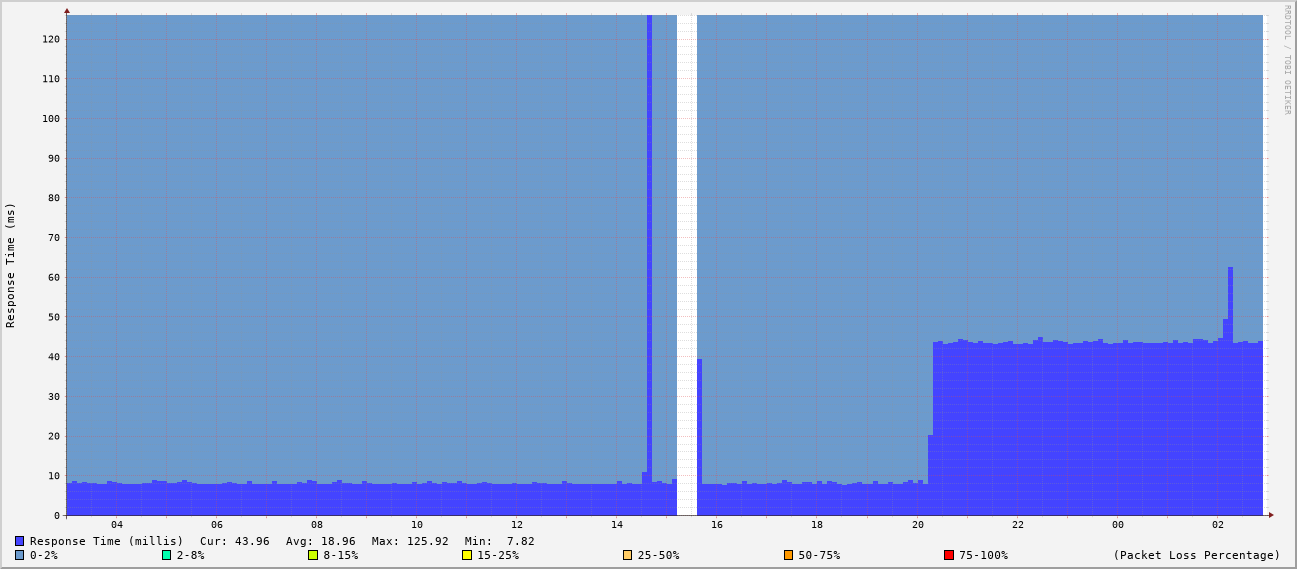 RRDTOOL / TOBI OETIKER
Response Time (ms)
120
110
100
90
80
70
60
50
40
30
20
10
0
04 06 08 10 12 14 16 18 20 22 00 02
Response Time (millis) Cur: 43.96 Avg: 18.96 Max: 125.92 Min: 7.82
0-2% 2-8% 8-15% 15-25% 25-50% 50-75% 75-100% (Packet Loss Percentage)